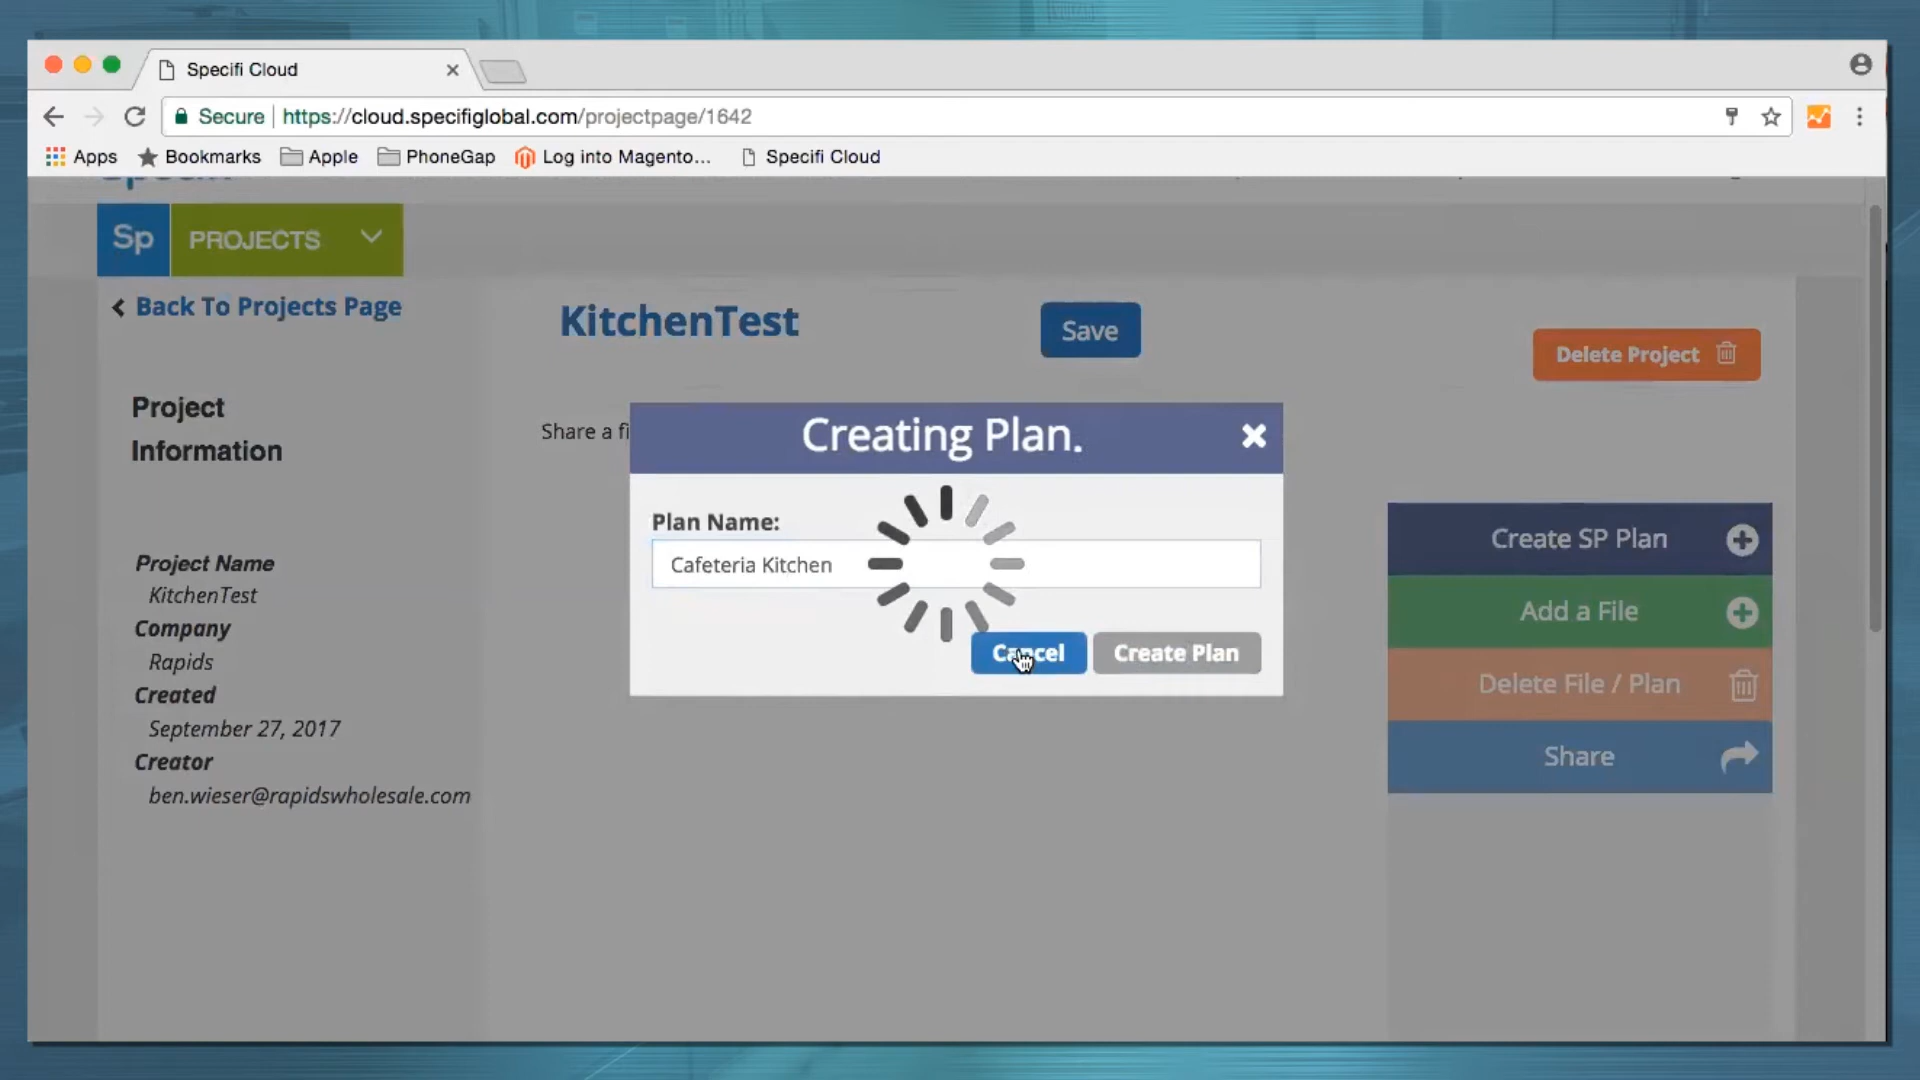 Specifi Cloud
Secure https://cloud.specifiglobal.com/projectpage/1642
Apps Bookmarks Apple PhoneGap Log into Magento... Specifi Cloud
Sp PROJECTS
Back To Projects Page
KitchenTest
Save
Delete Project
Project
Information
Share a fi
Creating Plan.
Plan Name:
Cafeteria Kitchen
Cancel Create Plan
Create SP Plan
Add a File
Delete File / Plan
Share
Project Name
KitchenTest
Company
Rapids
Created
September 27, 2017
Creator
ben.wieser@rapidswholesale.com